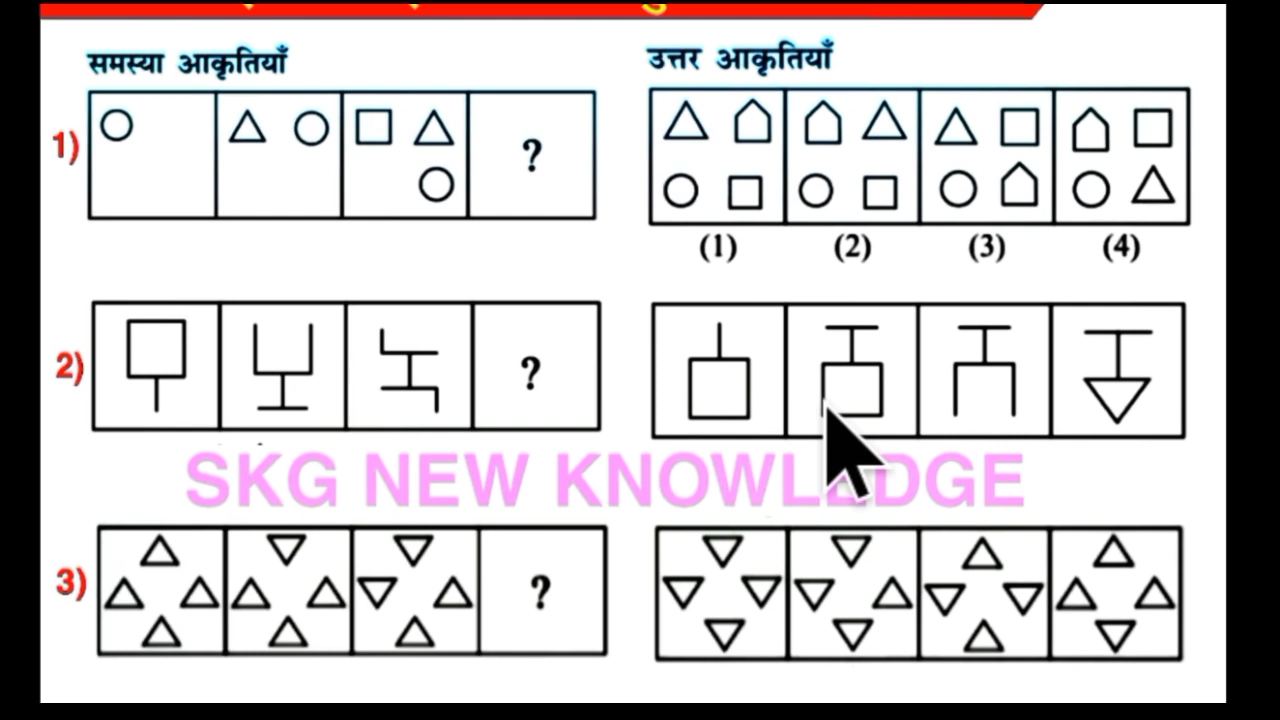 समस्या आकृतियाँ
उत्तर आकृतियाँ
1)
?
(1) (2) (3) (4)
2)
?
SKG NEW KNOWLEDGE
3)
?